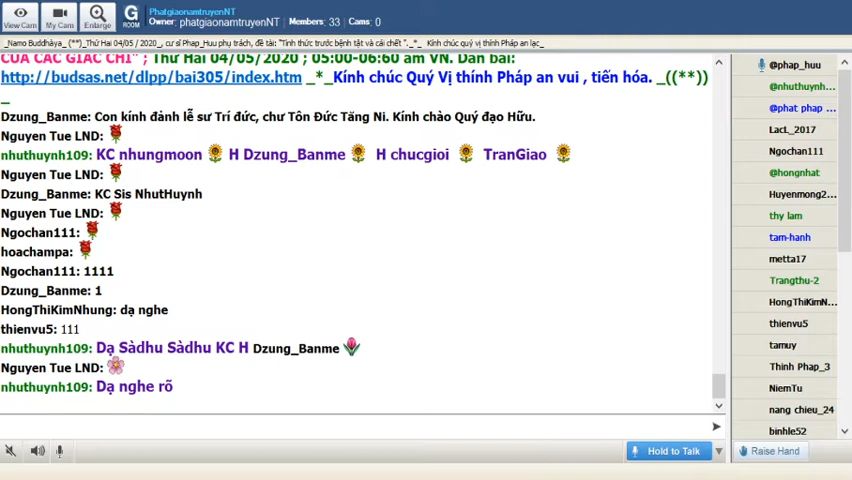 View Cam
My Cam
Enlarge
G
ROOM
PhatgiaonamtruyenNT
Owner: phatgiaonamtruyenNT Members: 33 Cams: 0
_Namo Buddhàya_ (**)_Thứ Hai 04/05 / 2020_, cư sĩ Pháp_Huu phụ trách, đề tài: "Tinh thức trước bệnh tật và cái chết "._*_ Kính chúc quý vị thính Pháp an lạc_
CỦA CÁC GIÁC CHI" ; Thứ Hai 04/05/2020 ; 05:00-06:60 am VN. Dàn bài:
http://budsas.net/dlpp/bai305/index.htm _*_Kính chúc Quý Vị thính Pháp an vui , tiến hóa. _((**))
_
Dzung_Banme: Con kính đảnh lễ sư Trí đức, chư Tôn Đức Tăng Ni. Kính chào Quý đạo Hữu.
Nguyen Tue LND:
nhuthuynh109: KC nhungmoon H Dzung_Banme H chucgioi TranGiao
Nguyen Tue LND:
Dzung_Banme: KC Sis NhutHuynh
Nguyen Tue LND:
Ngochan111:
hoachampa:
Ngochan111: 1111
Dzung_Banme: 1
HongThiKimNhung: dạ nghe
thienvu5: 111
nhuthuynh109: Dạ Sàdhu Sàdhu KC H Dzung_Banme
Nguyen Tue LND:
nhuthuynh109: Dạ nghe rõ
@phap_huu
@nhuthuynh...
@phat phap ...
LacL_2017
Ngochan111
@hongnhat
Huyenmong2...
thy lam
tam-hanh
metta17
Trangthu-2
HongThiKimN...
thienvu5
tamuy
Thinh Phap_3
NiemTu
nang chieu_24
binhle52
Hold to Talk
Raise Hand